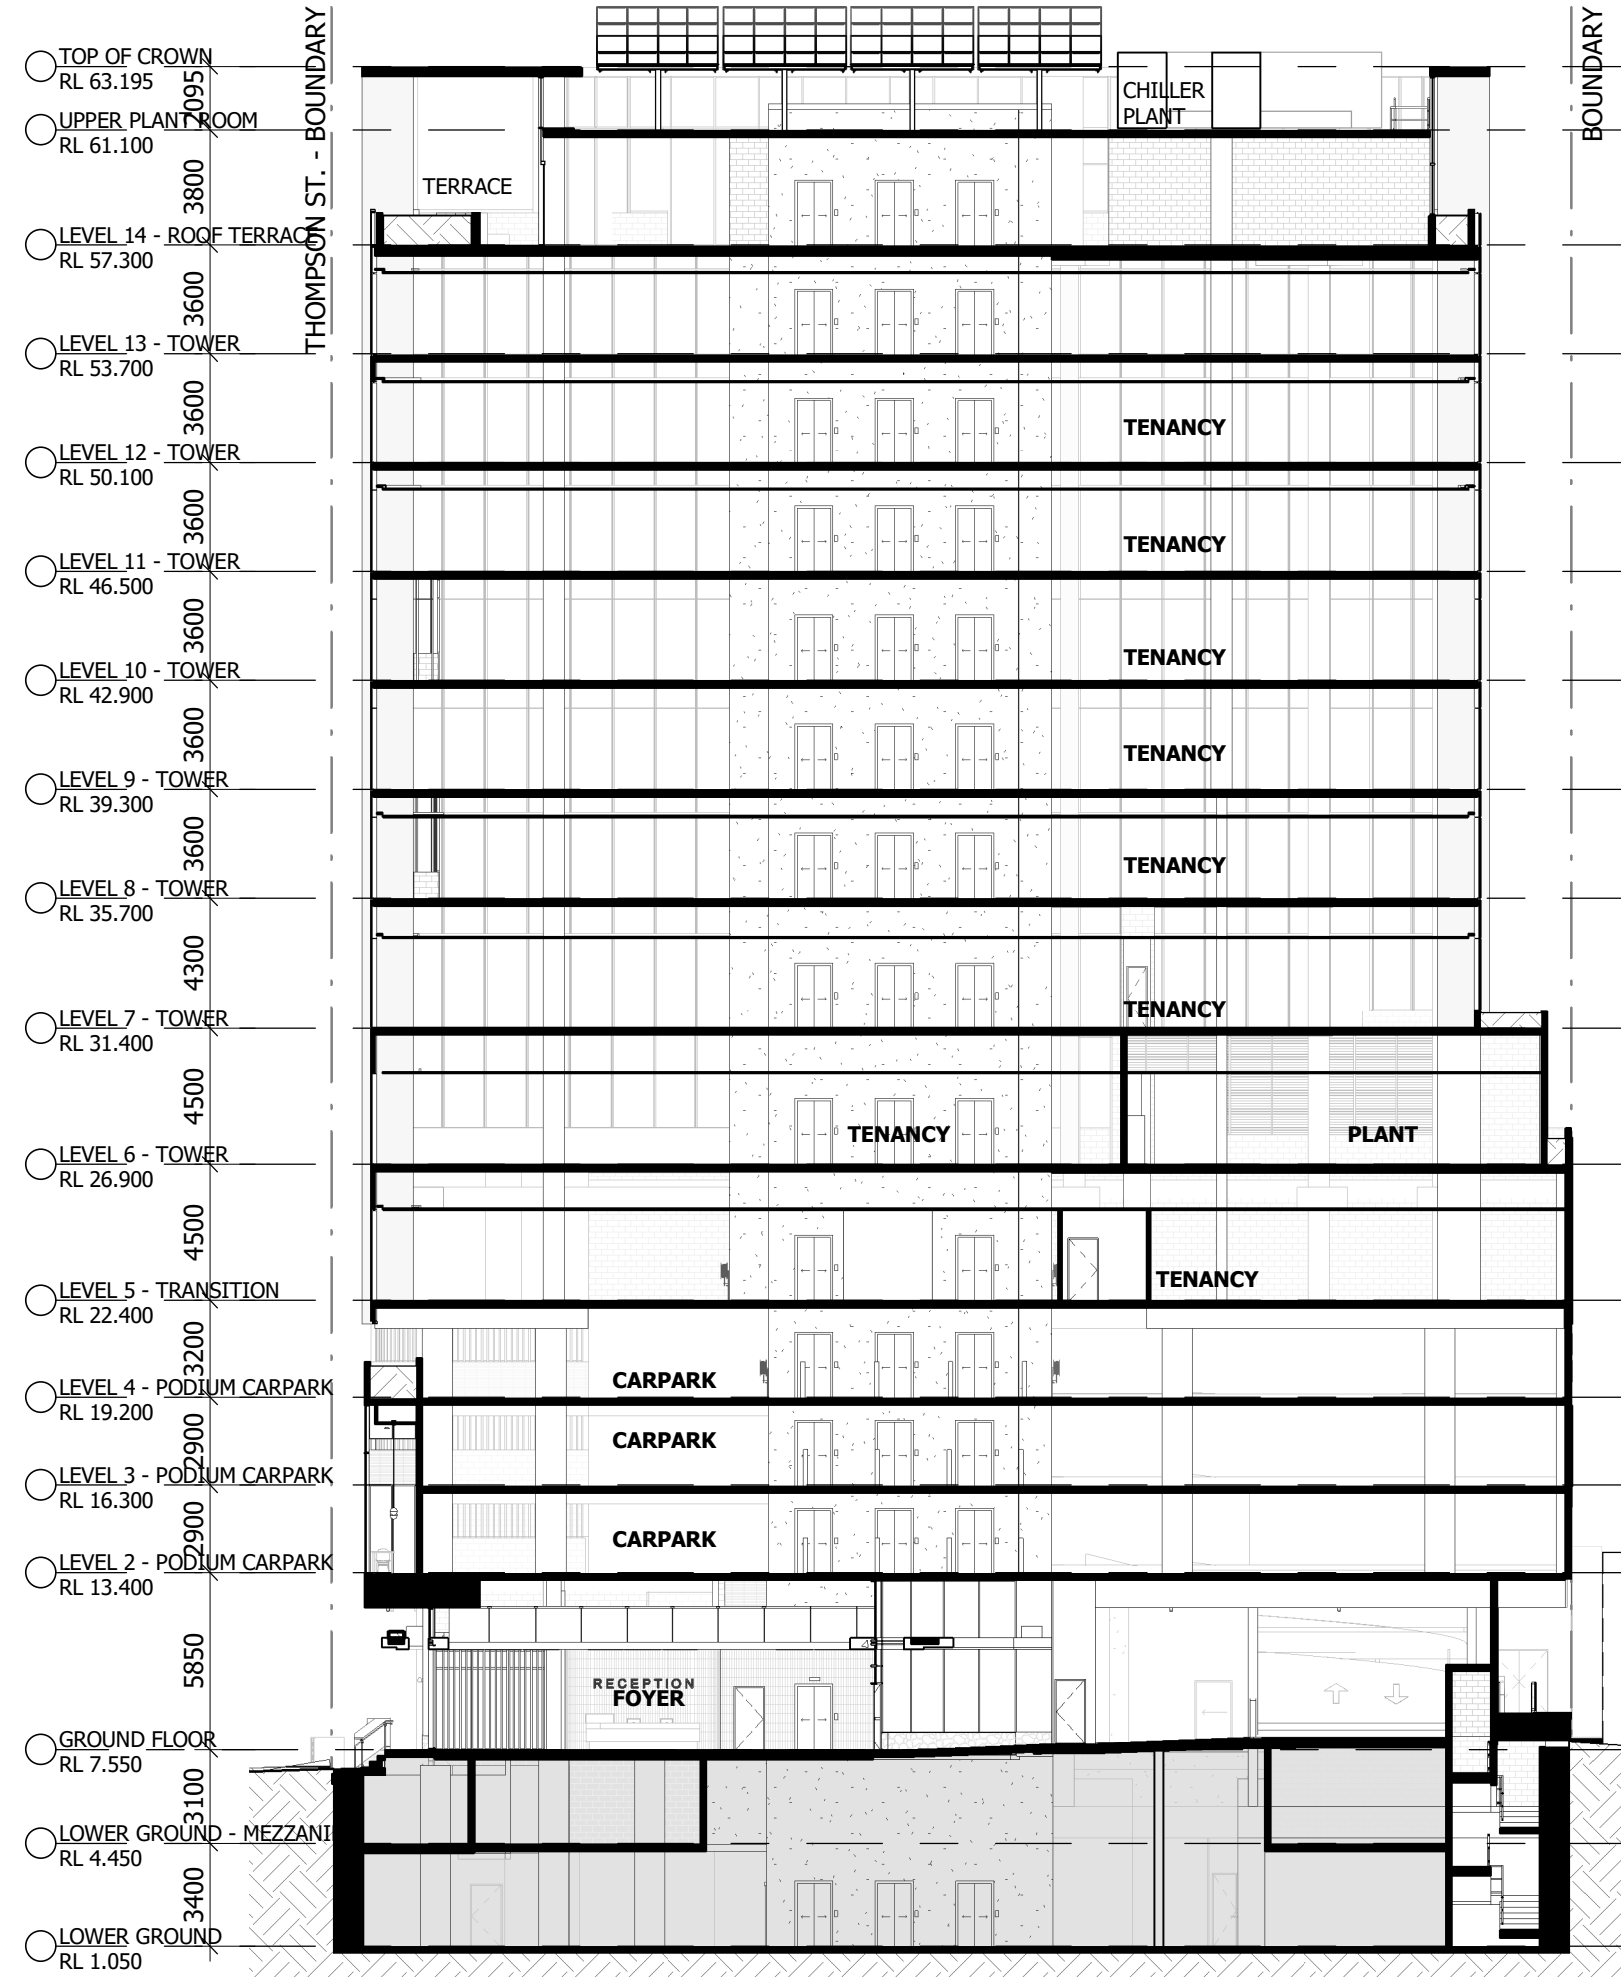 TOP OF CROWN
RL 63.195
2095
UPPER PLANT ROOM
RL 61.100
3800
LEVEL 14 - ROOF TERRACE
RL 57.300
3600
LEVEL 13 - TOWER
RL 53.700
3600
LEVEL 12 - TOWER
RL 50.100
3600
LEVEL 11 - TOWER
RL 46.500
3600
LEVEL 10 - TOWER
RL 42.900
3600
LEVEL 9 - TOWER
RL 39.300
3600
LEVEL 8 - TOWER
RL 35.700
4300
LEVEL 7 - TOWER
RL 31.400
4500
LEVEL 6 - TOWER
RL 26.900
4500
LEVEL 5 - TRANSITION
RL 22.400
3200
LEVEL 4 - PODIUM CARPARK
RL 19.200
2900
LEVEL 3 - PODIUM CARPARK
RL 16.300
2900
LEVEL 2 - PODIUM CARPARK
RL 13.400
5850
GROUND FLOOR
RL 7.550
3100
LOWER GROUND - MEZZANI
RL 4.450
3400
LOWER GROUND
RL 1.050
THOMPSON ST. - BOUNDARY
BOUNDARY
CHILLER
PLANT
TERRACE
TENANCY
TENANCY
TENANCY
TENANCY
TENANCY
TENANCY
TENANCY
PLANT
TENANCY
CARPARK
CARPARK
CARPARK
RECEPTION
FOYER